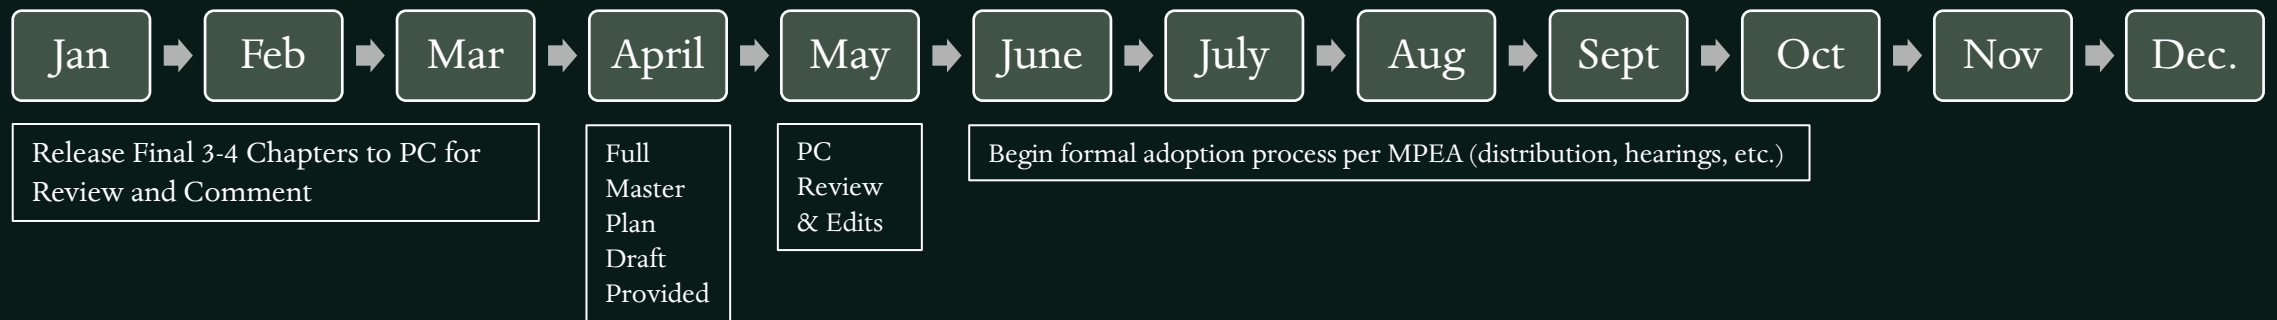 Jan
Feb
Mar
April
May
June
July
Aug
Sept
Oct
Nov
Dec.
Release Final 3-4 Chapters to PC for
Review and Comment
Full
Master
Plan
Draft
Provided
PC
Review
& Edits
Begin formal adoption process per MPEA (distribution, hearings, etc.)